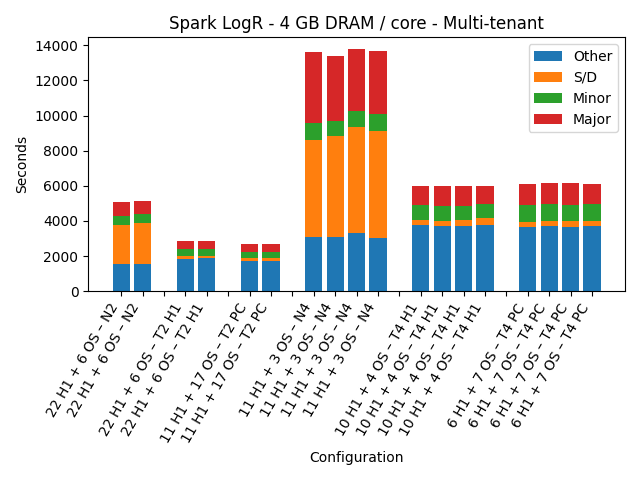 Spark LogR - 4 GB DRAM / core - Multi-tenant
14000
12000
10000
8000
6000
4000
2000
0
Seconds
Other
S/D
Minor
Major
22 H1 + 6 OS – N2
22 H1 + 6 OS – N2
22 H1 + 6 OS – T2 H1
22 H1 + 6 OS – T2 H1
11 H1 + 17 OS – T2 PC
11 H1 + 17 OS – T2 PC
11 H1 + 3 OS – N4
11 H1 + 3 OS – N4
11 H1 + 3 OS – N4
11 H1 + 3 OS – N4
10 H1 + 4 OS – T4 H1
10 H1 + 4 OS – T4 H1
10 H1 + 4 OS – T4 H1
10 H1 + 4 OS – T4 H1
6 H1 + 7 OS – T4 PC
6 H1 + 7 OS – T4 PC
6 H1 + 7 OS – T4 PC
6 H1 + 7 OS – T4 PC
Configuration